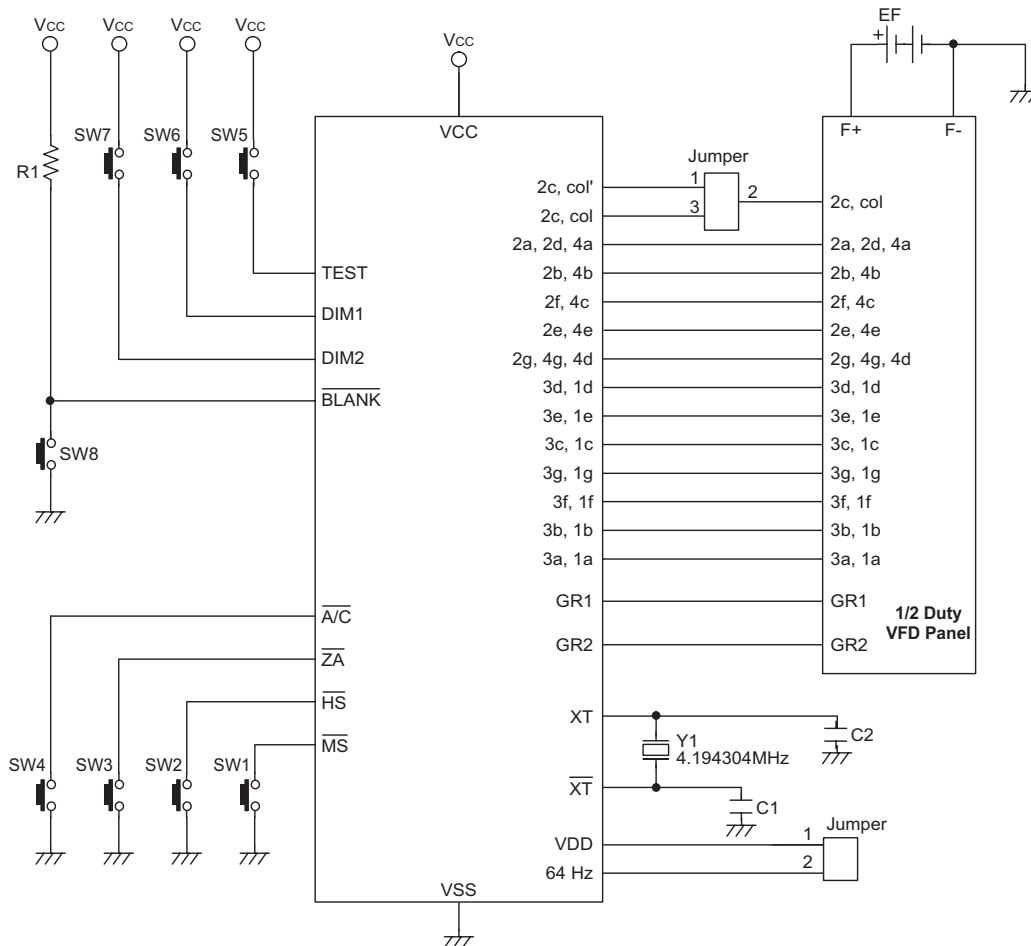 VCC
VCC
VCC
VCC
VCC
EF
+
SW7
SW6
SW5
R1
VCC
F+
F-
Jumper
1
2
3
2c, col'
2c, col
2c, col
2a, 2d, 4a
2a, 2d, 4a
TEST
2b, 4b
2b, 4b
DIM1
2f, 4c
2f, 4c
2e, 4e
2e, 4e
DIM2
2g, 4g, 4d
2g, 4g, 4d
3d, 1d
3d, 1d
BLANK
3e, 1e
3e, 1e
SW8
3c, 1c
3c, 1c
3g, 1g
3g, 1g
3f, 1f
3f, 1f
3b, 1b
3b, 1b
3a, 1a
3a, 1a
GR1
GR1
1/2 Duty
VFD Panel
A/C
GR2
GR2
ZA
HS
MS
XT
C2
Y1
4.194304MHz
SW4
SW3
SW2
SW1
XT
C1
Jumper
VDD
1
64 Hz
2
VSS